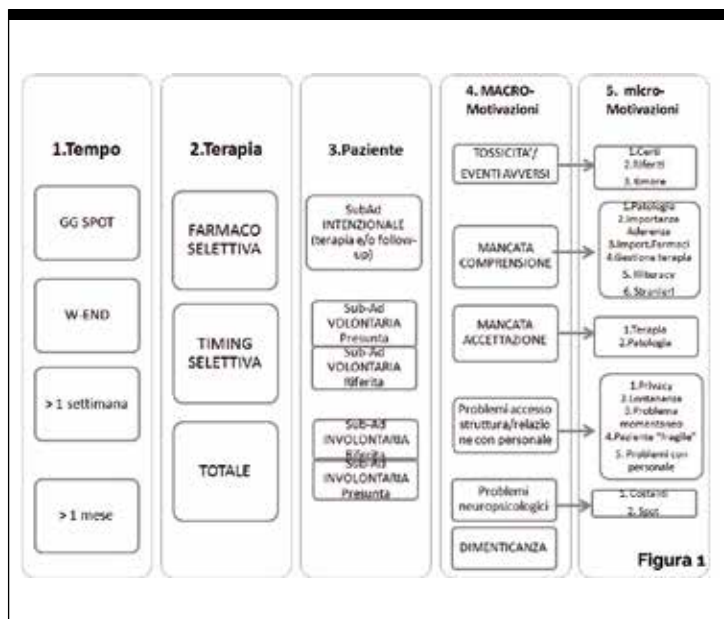 1.Tempo
GG SPOT
W-END
> 1 settimana
> 1 mese
2.Terapia
FARMACO
SELETTIVA
TIMING
SELETTIVA
TOTALE
3.Paziente
SubAd
INTENZIONALE
(terapia e/o follow-
up)
Sub-Ad
VOLONTARIA
Presunta
Sub-Ad
VOLONTARIA
Riferita
Sub-Ad
INVOLONTARIA
Riferita
Sub-Ad
INVOLONTARIA
Presunta
4. MACRO-
Motivazioni
TOSSICITA'/
EVENTI AVVERSI
MANCATA
COMPRENSIONE
MANCATA
ACCETTAZIONE
Problemi accesso
struttura/relazio
ne con personale
Problemi
neuropsicologici
DIMENTICANZA
5. micro-
Motivazioni
1.Certi
2.Riferiti
3. timore
1.Patologia
2.Importanza
Aderenza
3.Import.Farmaci
4.Gestione terapia
5. Illiteracy
6. Stranieri
1.Terapia
2.Patologia
1.Privacy
2.Lontananza
3.Problema
momentaneo
4.Paziente "fragile"
5. Problemi con
personale
1. Costanti
2. Spot
Figura 1